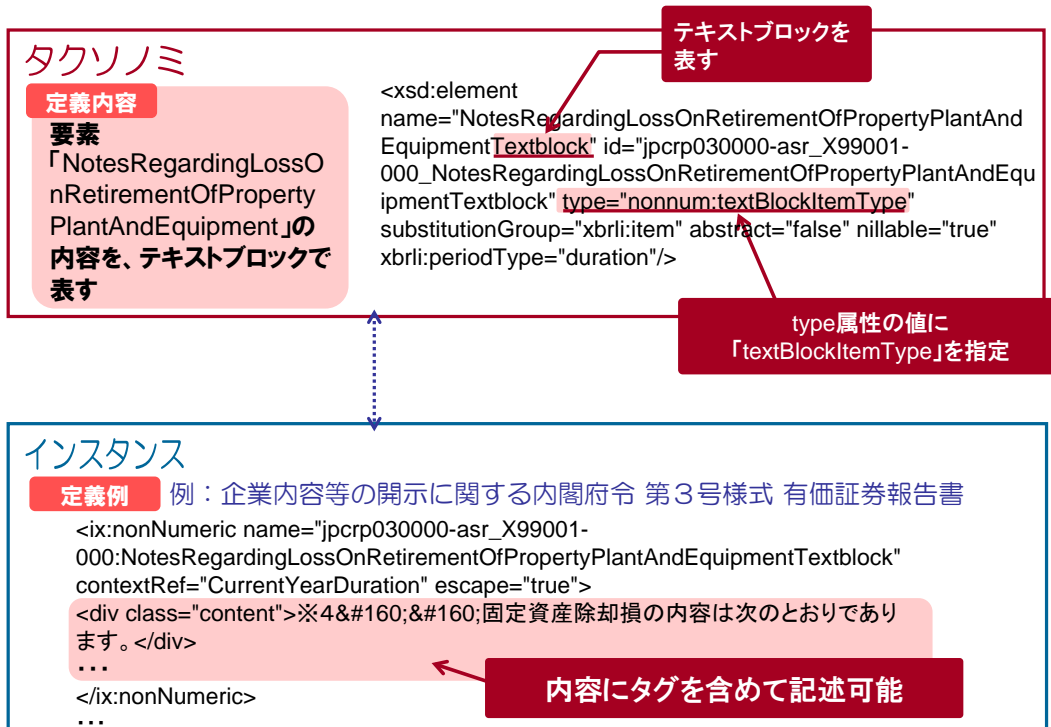 テキストブロックを
表す
タクソノミ
定義内容
要素
「NotesRegardingLossO
nRetirementOfProperty
PlantAndEquipment」の
内容を、テキストブロックで
表す
<xsd:element
name="NotesRegardingLossOnRetirementOfPropertyPlantAnd
EquipmentTextblock" id="jpcrp030000-asr_X99001-
000_NotesRegardingLossOnRetirementOfPropertyPlantAndEqu
ipmentTextblock" type="nonnum:textBlockItemType"
substitutionGroup="xbrli:item" abstract="false" nillable="true"
xbrli:periodType="duration"/>
type属性の値に
「textBlockItemType」を指定
インスタンス
定義例
例：企業内容等の開示に関する内閣府令 第３号様式 有価証券報告書
<ix:nonNumeric name="jpcrp030000-asr_X99001-
000:NotesRegardingLossOnRetirementOfPropertyPlantAndEquipmentTextblock"
contextRef="CurrentYearDuration" escape="true">
<div class="content">※4&#160;&#160;固定資産除却損の内容は次のとおりであり
ます。</div>
・・・
</ix:nonNumeric>
・・・
内容にタグを含めて記述可能